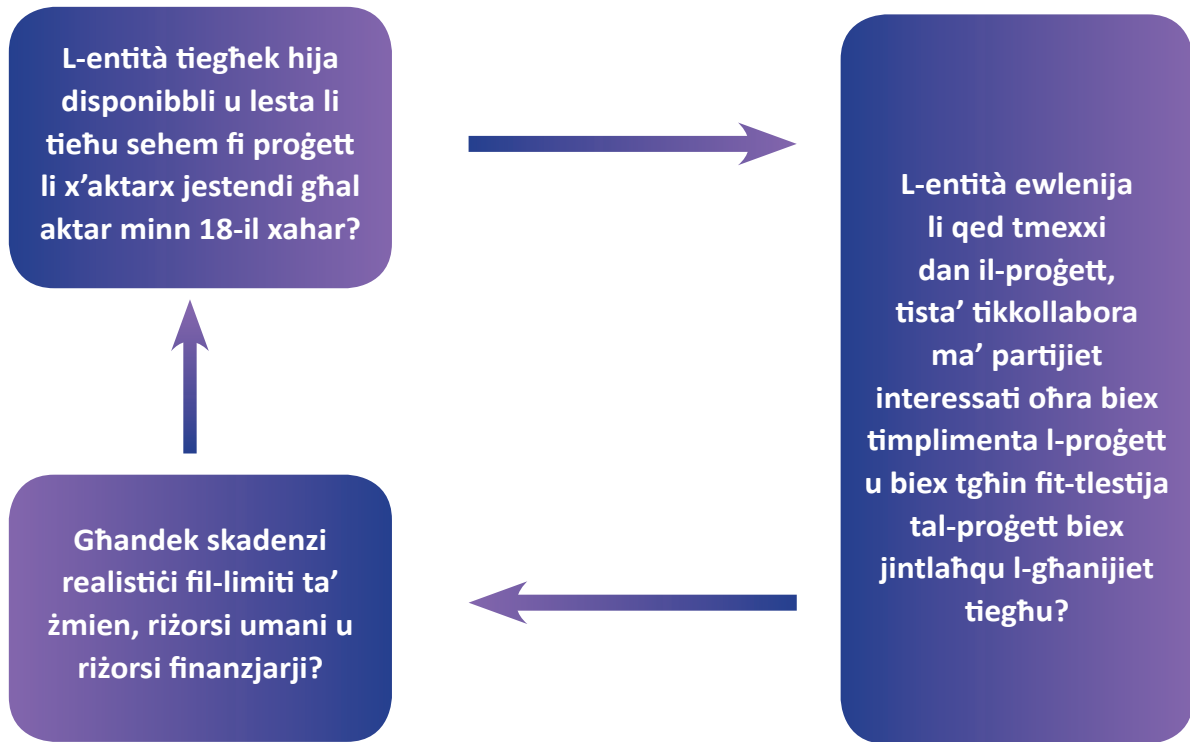 L-entità tiegħek hija
disponibbli u lesta li
tieħu sehem fi proġett
li x’aktarx jestendi għal
aktar minn 18-il xahar?
L-entità ewlenija
li qed tmexxi
dan il-proġett,
tista’ tikkollabora
ma’ partijiet
interessati oħra biex
timplimenta l-proġett
u biex tgħin fit-tlestija
tal-proġett biex
jintlaħqu l-għanijiet
tiegħu?
Għandek skadenzi
realistiċi fil-limiti ta’
żmien, riżorsi umani u
riżorsi finanzjarji?